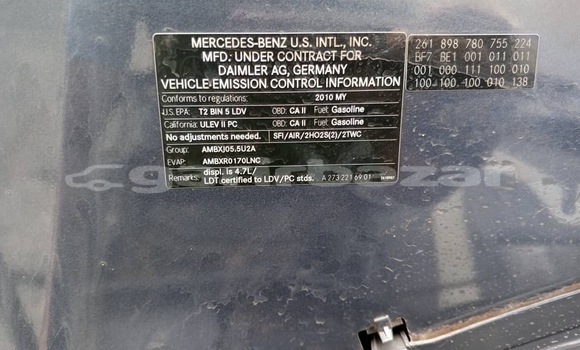 MERCEDES-BENZ U.S. INTL., INC.
MFD. UNDER CONTRACT FOR
DAIMLER AG, GERMANY
VEHICLE EMISSION CONTROL INFORMATION
Conforms to regulations: 2010 MY
U.S. EPA: T2 BIN 5 LDV OBD: CA II Fuel: Gasoline
California: ULEV II PC OBD: CA II Fuel: Gasoline
No adjustments needed. SFI/AIR/2HO2S(2)/2TWC
Group: AMBXJ05.5U2A
EVAP: AMBXR0170LNC
Remarks: displ. is 4.7L/
LDT certified to LDV/PC stds. A 273 221 69 01
261 898 780 755 224
BF7 BE1 001 011 011
001 000 111 100 010
100 100 100 010 138